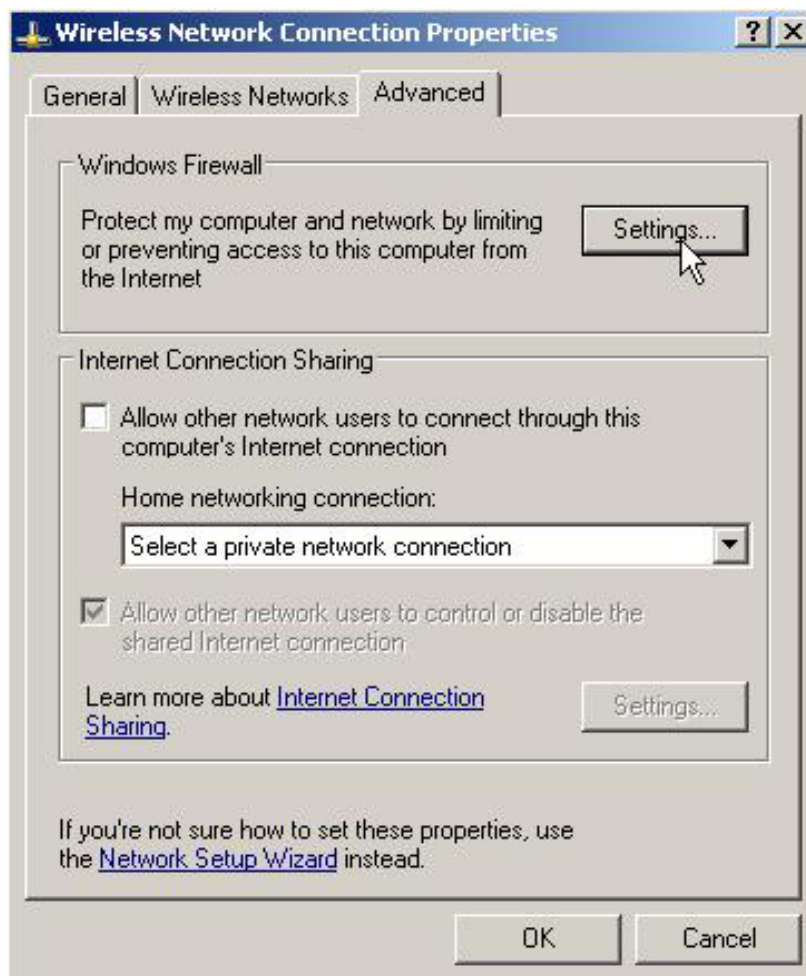 Wireless Network Connection Properties
General
Wireless Networks
Advanced
Windows Firewall
Protect my computer and network by limiting
or preventing access to this computer from
the Internet
Settings...
Internet Connection Sharing
Allow other network users to connect through this
computer's Internet connection
Home networking connection:
Select a private network connection
Allow other network users to control or disable the
shared Internet connection
Learn more about Internet Connection
Sharing.
Settings...
If you're not sure how to set these properties, use
the Network Setup Wizard instead.
OK
Cancel